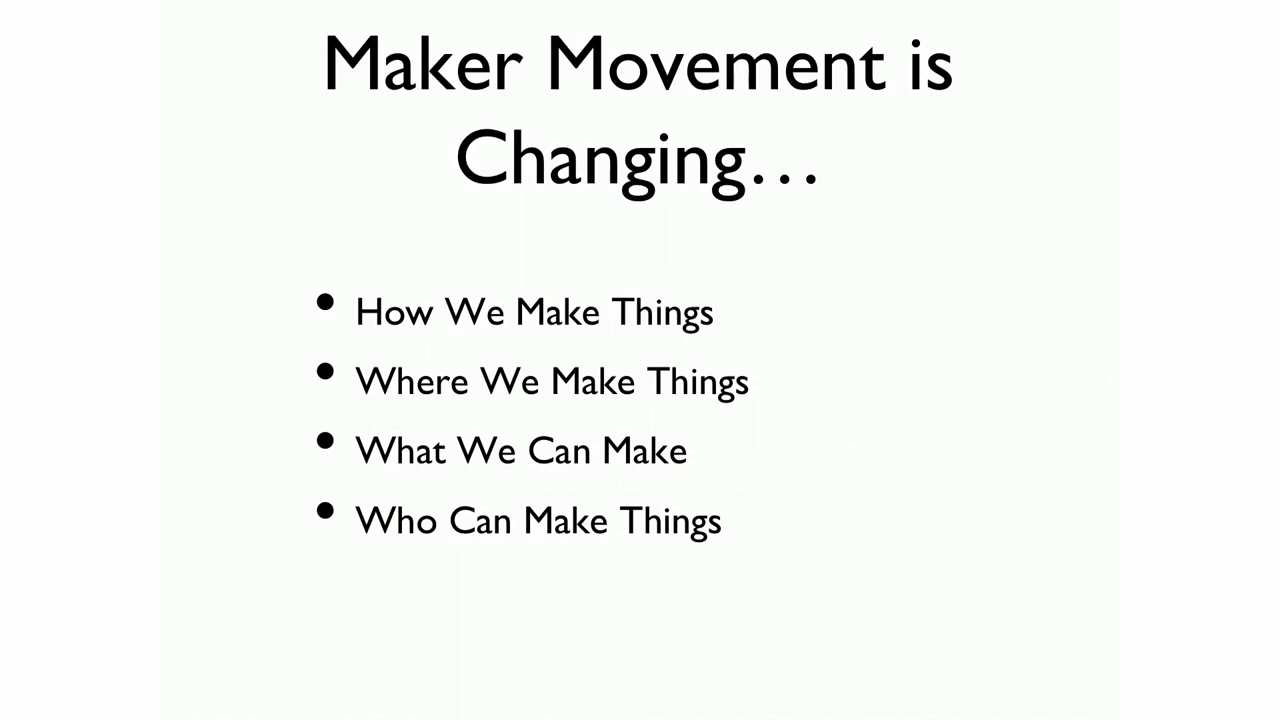 Maker Movement is
Changing…
• How We Make Things
• Where We Make Things
• What We Can Make
• Who Can Make Things